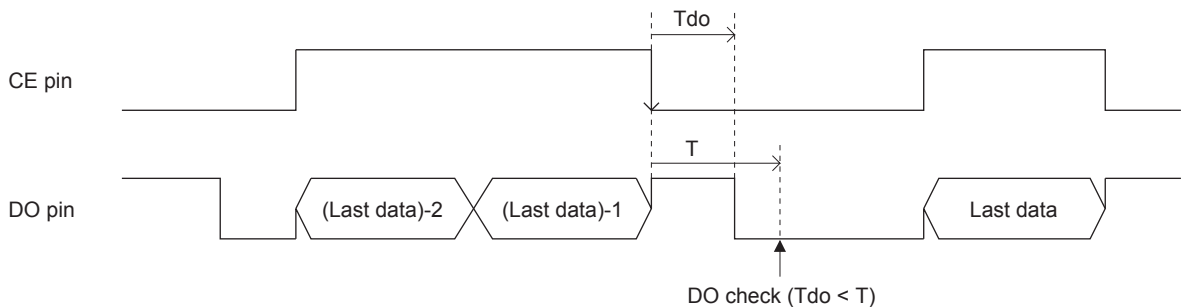 Tdo
CE pin
T
DO pin
(Last data)-2
(Last data)-1
Last data
DO check (Tdo < T)